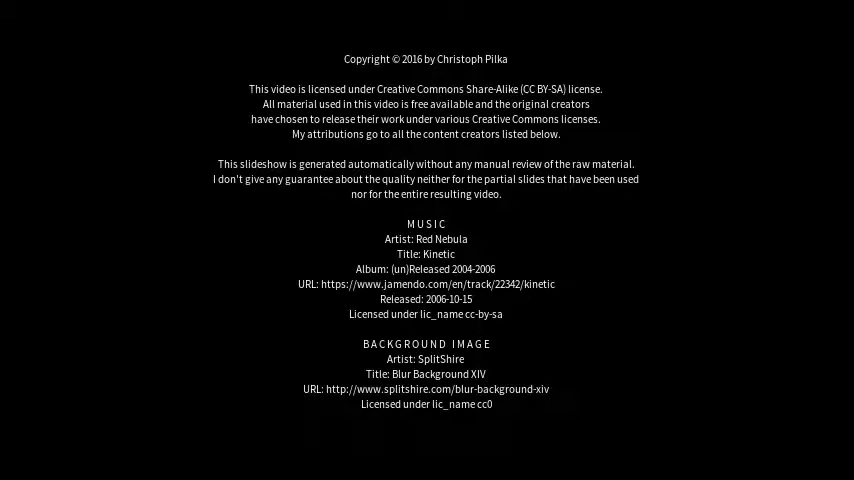 Copyright © 2016 by Christoph Pilka
This video is licensed under Creative Commons Share-Alike (CC BY-SA) license.
All material used in this video is free available and the original creators
have chosen to release their work under various Creative Commons licenses.
My attributions go to all the content creators listed below.
This slideshow is generated automatically without any manual review of the raw material.
I don't give any guarantee about the quality neither for the partial slides that have been used
nor for the entire resulting video.
MUSIC
Artist: Red Nebula
Title: Kinetic
Album: (un)Released 2004-2006
URL: https://www.jamendo.com/en/track/22342/kinetic
Released: 2006-10-15
Licensed under lic_name cc-by-sa
BACKGROUND IMAGE
Artist: SplitShire
Title: Blur Background XIV
URL: http://www.splitshire.com/blur-background-xiv
Licensed under lic_name cc0